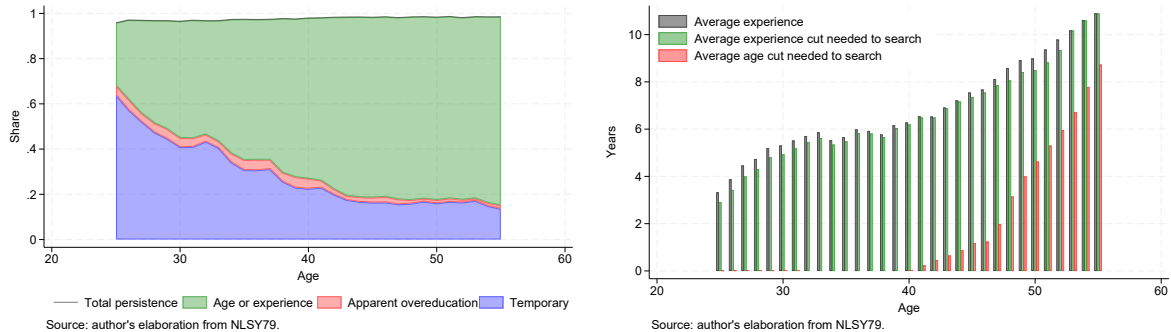 1
.8
.6
.4
.2
0
Share
20
30
40
50
60
Age
Total persistence
Age or experience
Apparent overeducation
Temporary
Source: author's elaboration from NLSY79.
Average experience
Average experience cut needed to search
Average age cut needed to search
10
8
6
4
2
0
Years
20
30
40
50
60
Age
Source: author's elaboration from NLSY79.